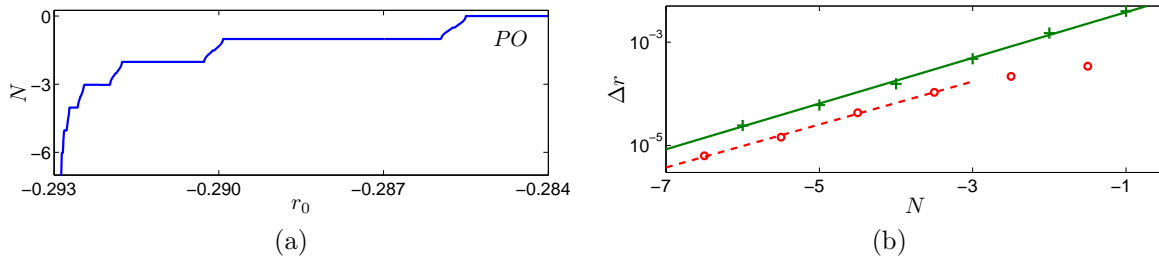 0
−3
−6
N
PO
−0.293
−0.290
−0.287
−0.284
r₀
(a)
10⁻³
10⁻⁵
Δr
−7
−5
−3
−1
N
(b)